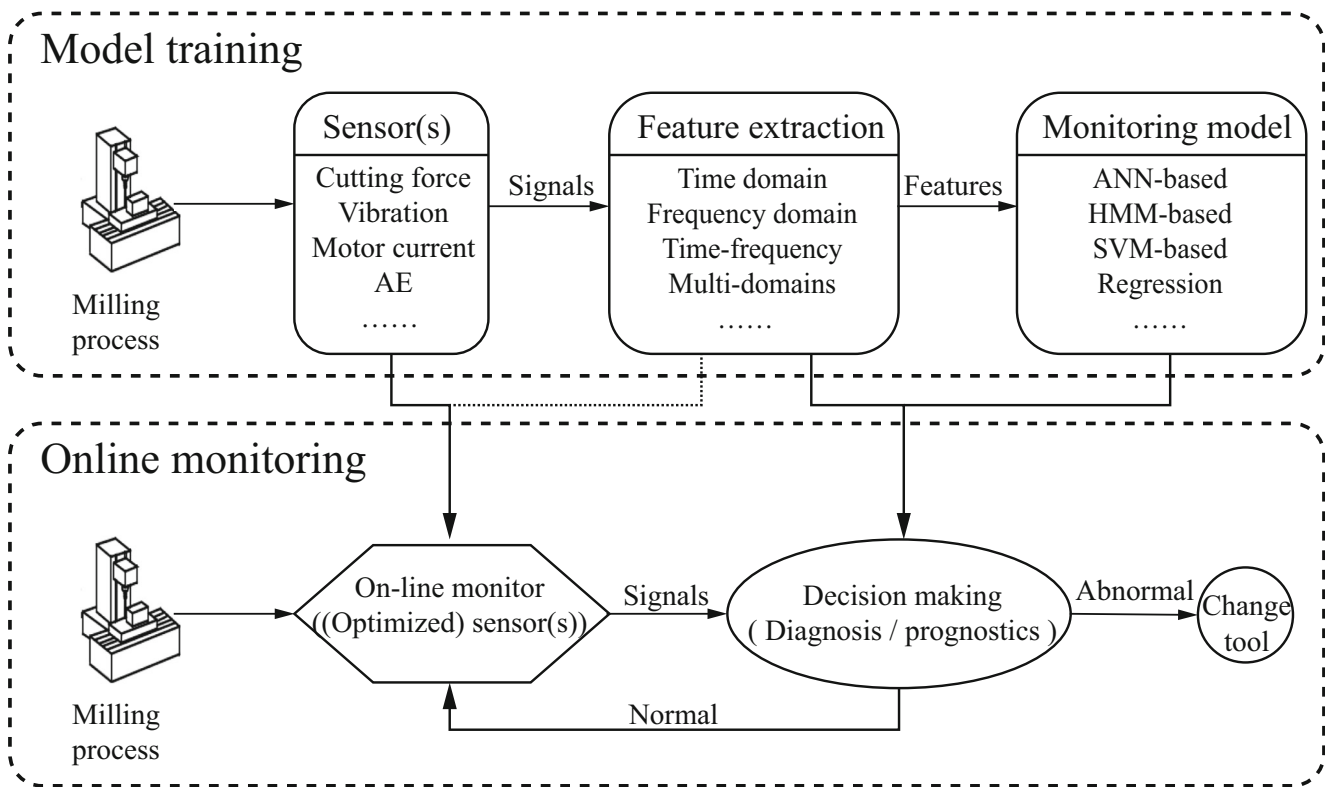 Model training
Sensor(s)
Cutting force
Vibration
Motor current
AE
……
Signals
Feature extraction
Time domain
Frequency domain
Time-frequency
Multi-domains
……
Features
Monitoring model
ANN-based
HMM-based
SVM-based
Regression
……
Milling
process
Online monitoring
Milling
process
On-line monitor
((Optimized) sensor(s))
Signals
Decision making
( Diagnosis / prognostics )
Abnormal
Change
tool
Normal